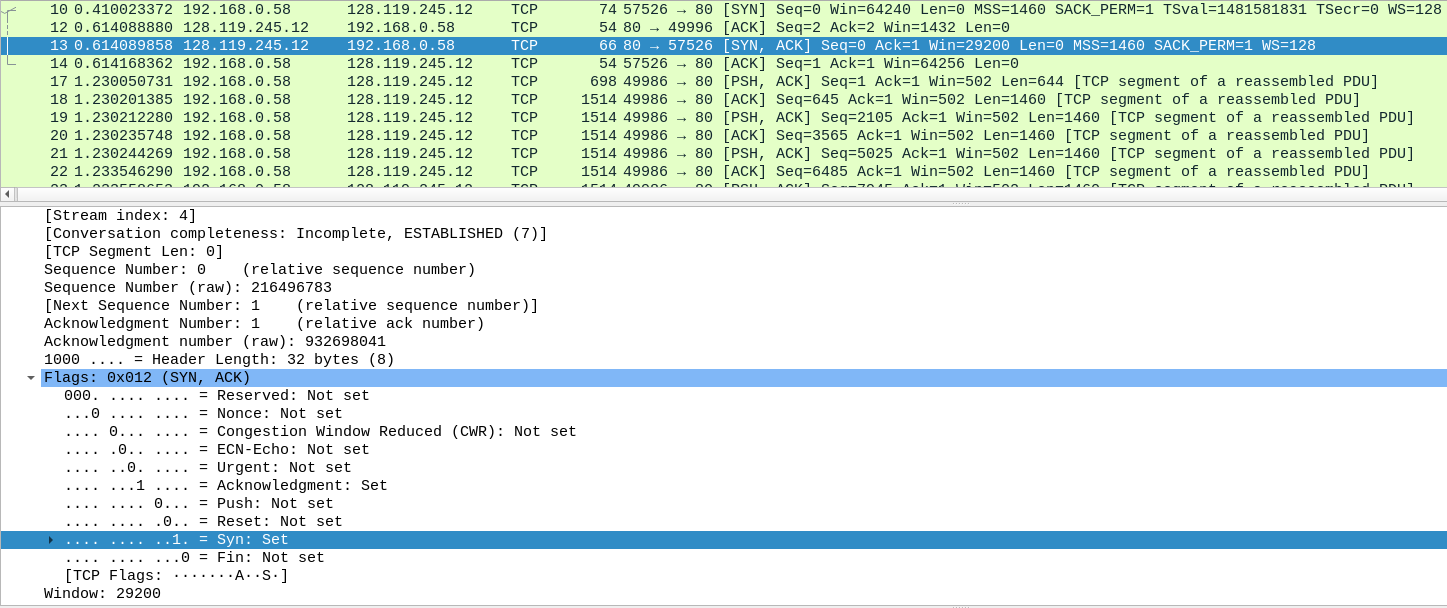 10 0.410023372 192.168.0.58 128.119.245.12 TCP 74 57526 → 80 [SYN] Seq=0 Win=64240 Len=0 MSS=1460 SACK_PERM=1 TSval=1481581831 TSecr=0 WS=128
12 0.614088880 128.119.245.12 192.168.0.58 TCP 54 80 → 49996 [ACK] Seq=2 Ack=2 Win=1432 Len=0
13 0.614089858 128.119.245.12 192.168.0.58 TCP 66 80 → 57526 [SYN, ACK] Seq=0 Ack=1 Win=29200 Len=0 MSS=1460 SACK_PERM=1 WS=128
14 0.614168362 192.168.0.58 128.119.245.12 TCP 54 57526 → 80 [ACK] Seq=1 Ack=1 Win=64256 Len=0
17 1.230050731 192.168.0.58 128.119.245.12 TCP 698 49986 → 80 [PSH, ACK] Seq=1 Ack=1 Win=502 Len=644 [TCP segment of a reassembled PDU]
18 1.230201385 192.168.0.58 128.119.245.12 TCP 1514 49986 → 80 [ACK] Seq=645 Ack=1 Win=502 Len=1460 [TCP segment of a reassembled PDU]
19 1.230212280 192.168.0.58 128.119.245.12 TCP 1514 49986 → 80 [PSH, ACK] Seq=2105 Ack=1 Win=502 Len=1460 [TCP segment of a reassembled PDU]
20 1.230235748 192.168.0.58 128.119.245.12 TCP 1514 49986 → 80 [ACK] Seq=3565 Ack=1 Win=502 Len=1460 [TCP segment of a reassembled PDU]
21 1.230244269 192.168.0.58 128.119.245.12 TCP 1514 49986 → 80 [PSH, ACK] Seq=5025 Ack=1 Win=502 Len=1460 [TCP segment of a reassembled PDU]
22 1.233546290 192.168.0.58 128.119.245.12 TCP 1514 49986 → 80 [ACK] Seq=6485 Ack=1 Win=502 Len=1460 [TCP segment of a reassembled PDU]
[Stream index: 4]
[Conversation completeness: Incomplete, ESTABLISHED (7)]
[TCP Segment Len: 0]
Sequence Number: 0 (relative sequence number)
Sequence Number (raw): 216496783
[Next Sequence Number: 1 (relative sequence number)]
Acknowledgment Number: 1 (relative ack number)
Acknowledgment number (raw): 932698041
1000 .... = Header Length: 32 bytes (8)
Flags: 0x012 (SYN, ACK)
000. .... .... = Reserved: Not set
...0 .... .... = Nonce: Not set
.... 0... .... = Congestion Window Reduced (CWR): Not set
.... .0.. .... = ECN-Echo: Not set
.... ..0. .... = Urgent: Not set
.... ...1 .... = Acknowledgment: Set
.... .... 0... = Push: Not set
.... .... .0.. = Reset: Not set
.... .... ..1. = Syn: Set
.... .... ...0 = Fin: Not set
[TCP Flags: ·······A··S·]
Window: 29200